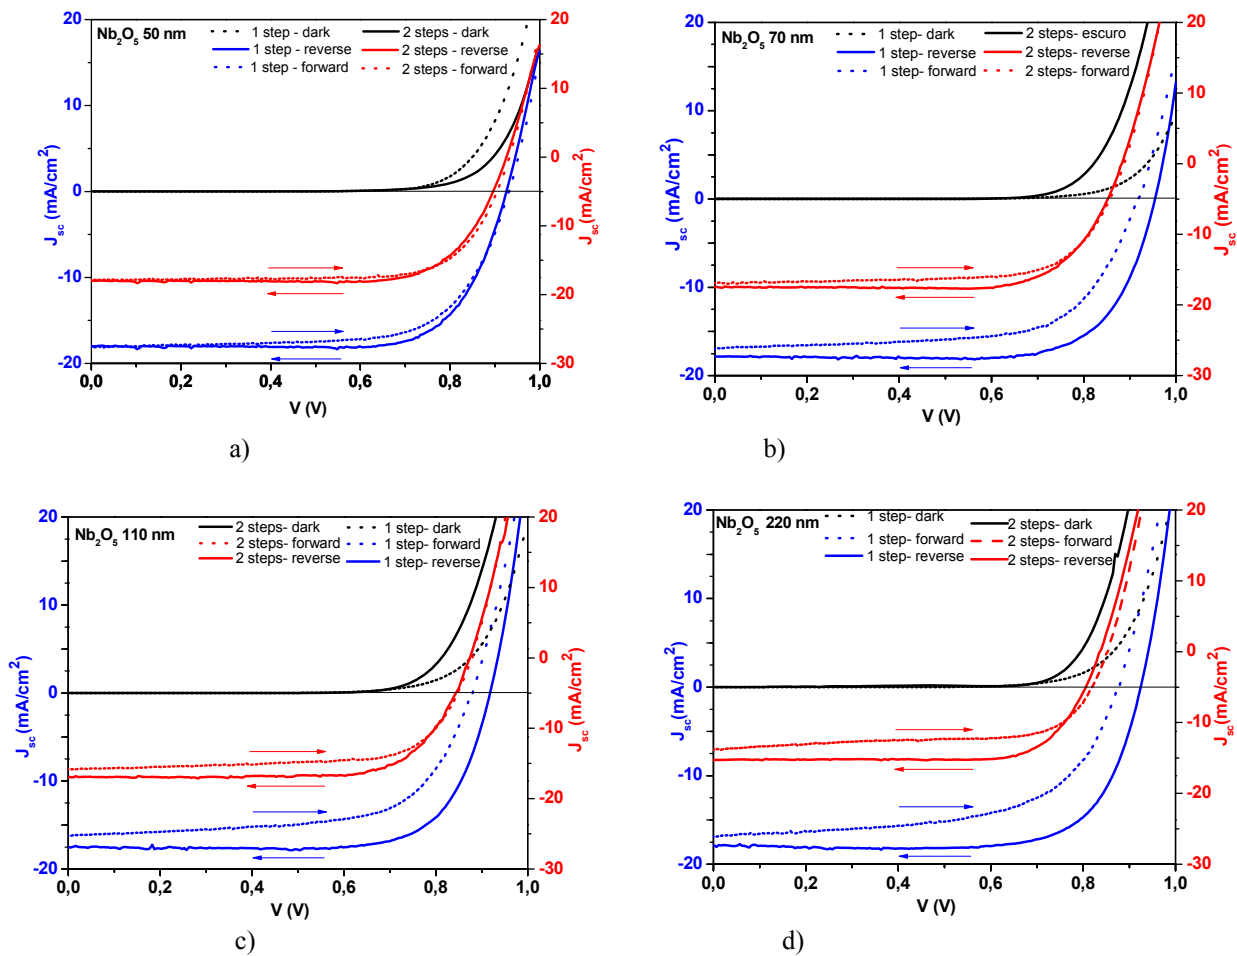 Nb2O5 50 nm
1 step - dark
2 steps - dark
1 step - reverse
2 steps - reverse
1 step - forward
2 steps - forward
20
10
0
-10
-20
Jsc (mA/cm2)
20
10
0
-10
-20
-30
Jsc (mA/cm2)
0,0 0,2 0,4 0,6 0,8 1,0
V (V)
a)
Nb2O5 70 nm
1 step- dark
2 steps- escuro
1 step- reverse
2 steps- reverse
1 step- forward
2 steps- forward
20
10
0
-10
-20
Jsc (mA/cm2)
20
10
0
-10
-20
-30
Jsc (mA/cm2)
0,0 0,2 0,4 0,6 0,8 1,0
V (V)
b)
Nb2O5 110 nm
2 steps- dark
1 step- dark
2 steps- forward
1 step- forward
2 steps- reverse
1 step- reverse
20
10
0
-10
-20
Jsc (mA/cm2)
20
10
0
-10
-20
-30
Jsc (mA/cm2)
0,0 0,2 0,4 0,6 0,8 1,0
V (V)
c)
Nb2O5 220 nm
1 step- dark
2 steps- dark
1 step- forward
2 steps- forward
1 step- reverse
2 steps- reverse
20
10
0
-10
-20
Jsc(mA/cm2)
20
10
0
-10
-20
-30
Jsc (mA/cm2)
0,0 0,2 0,4 0,6 0,8 1,0
V (V)
d)